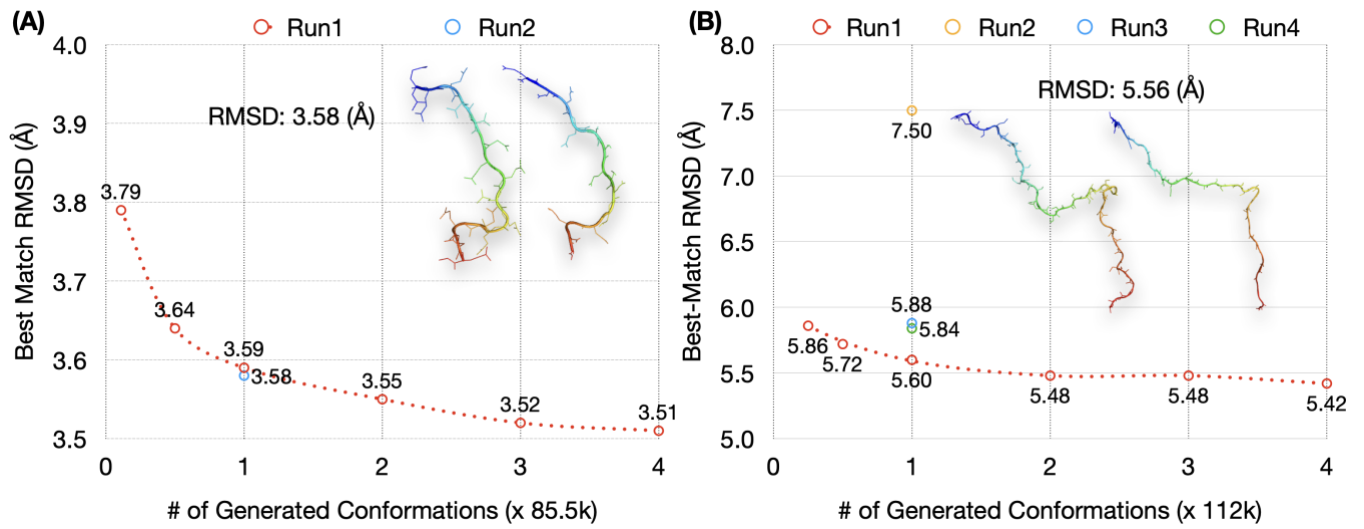 (A)
Run1
Run2
4.0
3.9
3.8
3.7
3.6
3.5
Best Match RMSD (Å)
RMSD: 3.58 (Å)
3.79
3.64
3.59
3.58
3.55
3.52
3.51
0
1
2
3
4
# of Generated Conformations (x 85.5k)
(B)
Run1
Run2
Run3
Run4
8.0
7.5
7.0
6.5
6.0
5.5
5.0
Best-Match RMSD (Å)
RMSD: 5.56 (Å)
7.50
5.88
5.84
5.86
5.72
5.60
5.48
5.48
5.42
0
1
2
3
4
# of Generated Conformations (x 112k)